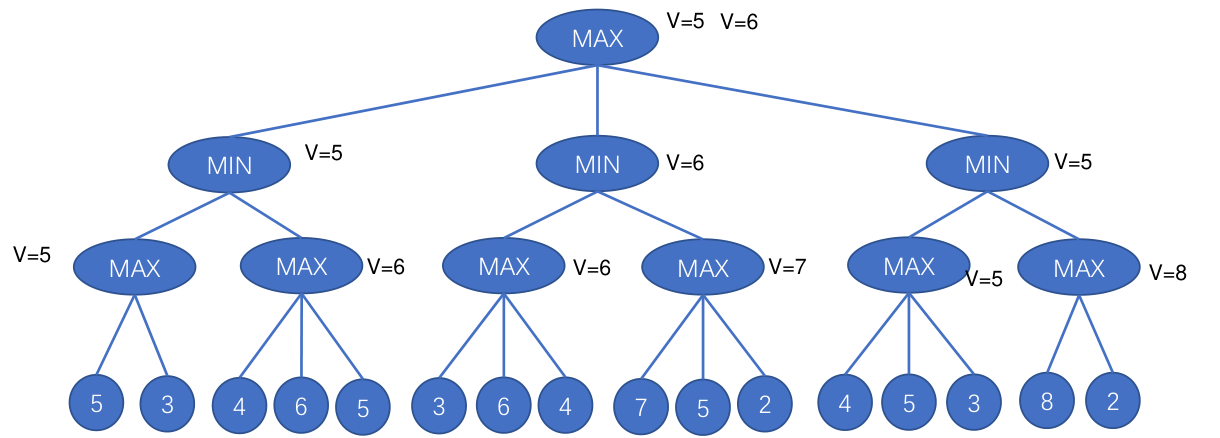 MAX V=5 V=6
MIN V=5 MIN V=6 MIN V=5
V=5 MAX MAX V=6 MAX V=6 MAX V=7 MAX V=5 MAX V=8
5 3 4 6 5 3 6 4 7 5 2 4 5 3 8 2